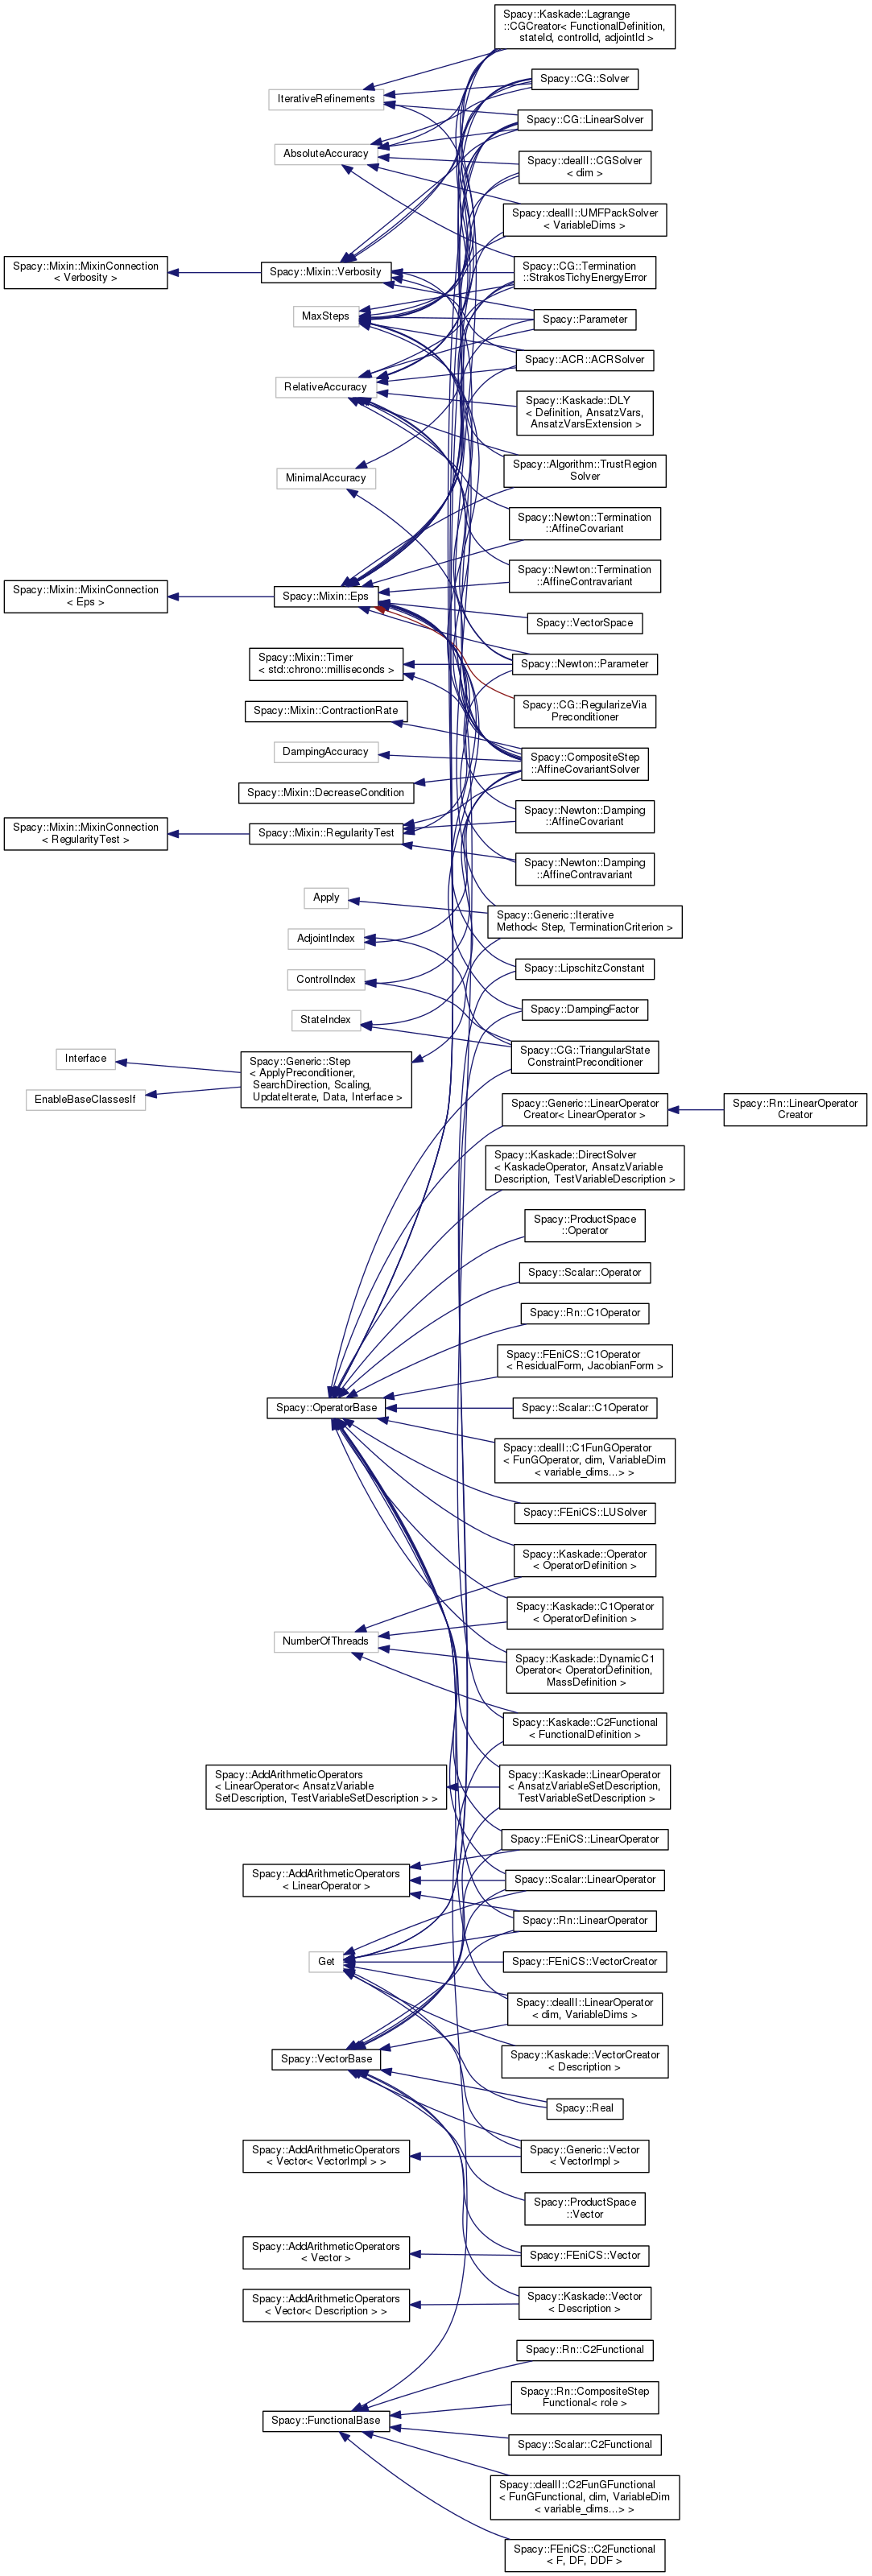 Spacy::Kaskade::Lagrange
::CGCreator< FunctionalDefinition,
stateId, controlId, adjointId >
Spacy::CG::Solver
IterativeRefinements
Spacy::CG::LinearSolver
AbsoluteAccuracy
Spacy::dealII::CGSolver
< dim >
Spacy::dealII::UMFPackSolver
< VariableDims >
Spacy::Mixin::MixinConnection
< Verbosity >
Spacy::Mixin::Verbosity
Spacy::CG::Termination
::StrakosTichyEnergyError
MaxSteps
Spacy::Parameter
Spacy::ACR::ACRSolver
RelativeAccuracy
Spacy::Kaskade::DLY
< Definition, AnsatzVars,
AnsatzVarsExtension >
MinimalAccuracy
Spacy::Algorithm::TrustRegion
Solver
Spacy::Newton::Termination
::AffineCovariant
Spacy::Newton::Termination
::AffineContravariant
Spacy::Mixin::MixinConnection
< Eps >
Spacy::Mixin::Eps
Spacy::VectorSpace
Spacy::Mixin::Timer
< std::chrono::milliseconds >
Spacy::Newton::Parameter
Spacy::CG::RegularizeVia
Preconditioner
Spacy::Mixin::ContractionRate
DampingAccuracy
Spacy::CompositeStep
::AffineCovariantSolver
Spacy::Mixin::DecreaseCondition
Spacy::Newton::Damping
::AffineCovariant
Spacy::Mixin::MixinConnection
< RegularityTest >
Spacy::Mixin::RegularityTest
Spacy::Newton::Damping
::AffineContravariant
Apply
Spacy::Generic::Iterative
Method< Step, TerminationCriterion >
AdjointIndex
Spacy::LipschitzConstant
ControlIndex
Spacy::DampingFactor
StateIndex
Spacy::CG::TriangularState
ConstraintPreconditioner
Interface
EnableBaseClassesIf
Spacy::Generic::Step
< ApplyPreconditioner,
SearchDirection, Scaling,
UpdateIterate, Data, Interface >
Spacy::Generic::LinearOperator
Creator< LinearOperator >
Spacy::Rn::LinearOperator
Creator
Spacy::Kaskade::DirectSolver
< KaskadeOperator, AnsatzVariable
Description, TestVariableDescription >
Spacy::ProductSpace
::Operator
Spacy::Scalar::Operator
Spacy::Rn::C1Operator
Spacy::FEniCS::C1Operator
< ResidualForm, JacobianForm >
Spacy::OperatorBase
Spacy::Scalar::C1Operator
Spacy::dealII::C1FunGOperator
< FunGOperator, dim, VariableDim
< variable_dims...> >
Spacy::FEniCS::LUSolver
Spacy::Kaskade::Operator
< OperatorDefinition >
Spacy::Kaskade::C1Operator
< OperatorDefinition >
NumberOfThreads
Spacy::Kaskade::DynamicC1
Operator< OperatorDefinition,
MassDefinition >
Spacy::Kaskade::C2Functional
< FunctionalDefinition >
Spacy::AddArithmeticOperators
< LinearOperator< AnsatzVariable
SetDescription, TestVariableSetDescription > >
Spacy::Kaskade::LinearOperator
< AnsatzVariableSetDescription,
TestVariableSetDescription >
Spacy::FEniCS::LinearOperator
Spacy::AddArithmeticOperators
< LinearOperator >
Spacy::Scalar::LinearOperator
Spacy::Rn::LinearOperator
Get
Spacy::FEniCS::VectorCreator
Spacy::dealII::LinearOperator
< dim, VariableDims >
Spacy::VectorBase
Spacy::Kaskade::VectorCreator
< Description >
Spacy::Real
Spacy::AddArithmeticOperators
< Vector< VectorImpl > >
Spacy::Generic::Vector
< VectorImpl >
Spacy::ProductSpace
::Vector
Spacy::AddArithmeticOperators
< Vector >
Spacy::FEniCS::Vector
Spacy::AddArithmeticOperators
< Vector< Description > >
Spacy::Kaskade::Vector
< Description >
Spacy::Rn::C2Functional
Spacy::Rn::CompositeStep
Functional< role >
Spacy::FunctionalBase
Spacy::Scalar::C2Functional
Spacy::dealII::C2FunGFunctional
< FunGFunctional, dim, VariableDim
< variable_dims...> >
Spacy::FEniCS::C2Functional
< F, DF, DDF >